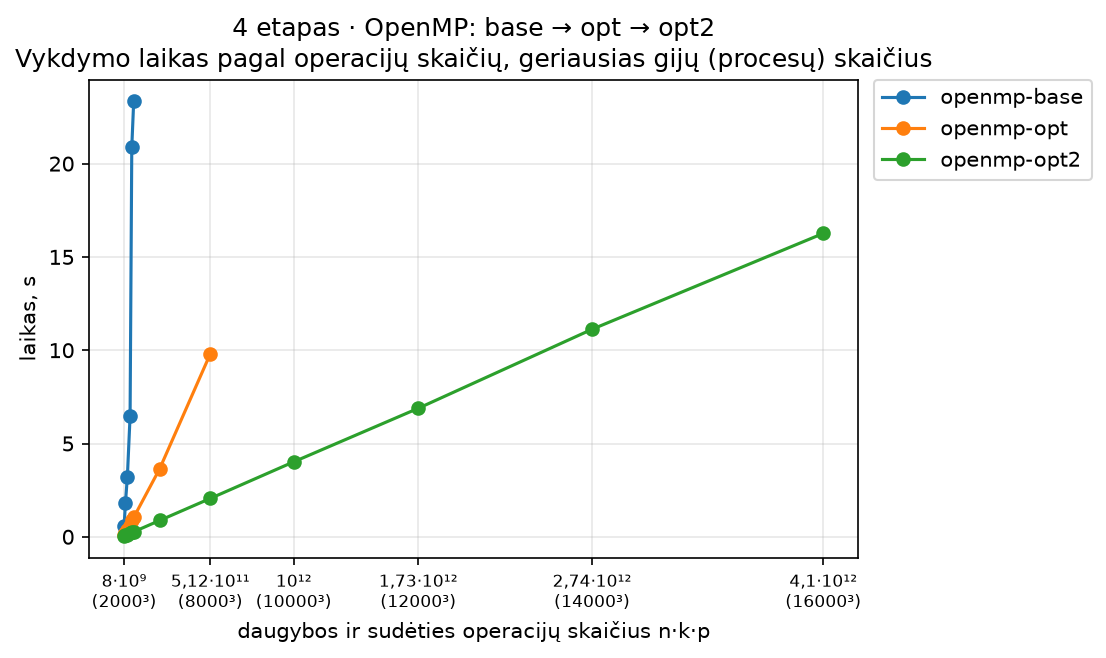 4 etapas · OpenMP: base → opt → opt2
Vykdymo laikas pagal operacijų skaičių, geriausias gijų (procesų) skaičius
openmp-base
openmp-opt
openmp-opt2
laikas, s
20
15
10
5
0
8·10⁹ 5,12·10¹¹ 10¹² 1,73·10¹² 2,74·10¹² 4,1·10¹²
(2000³) (8000³) (10000³) (12000³) (14000³) (16000³)
daugybos ir sudėties operacijų skaičius n·k·p